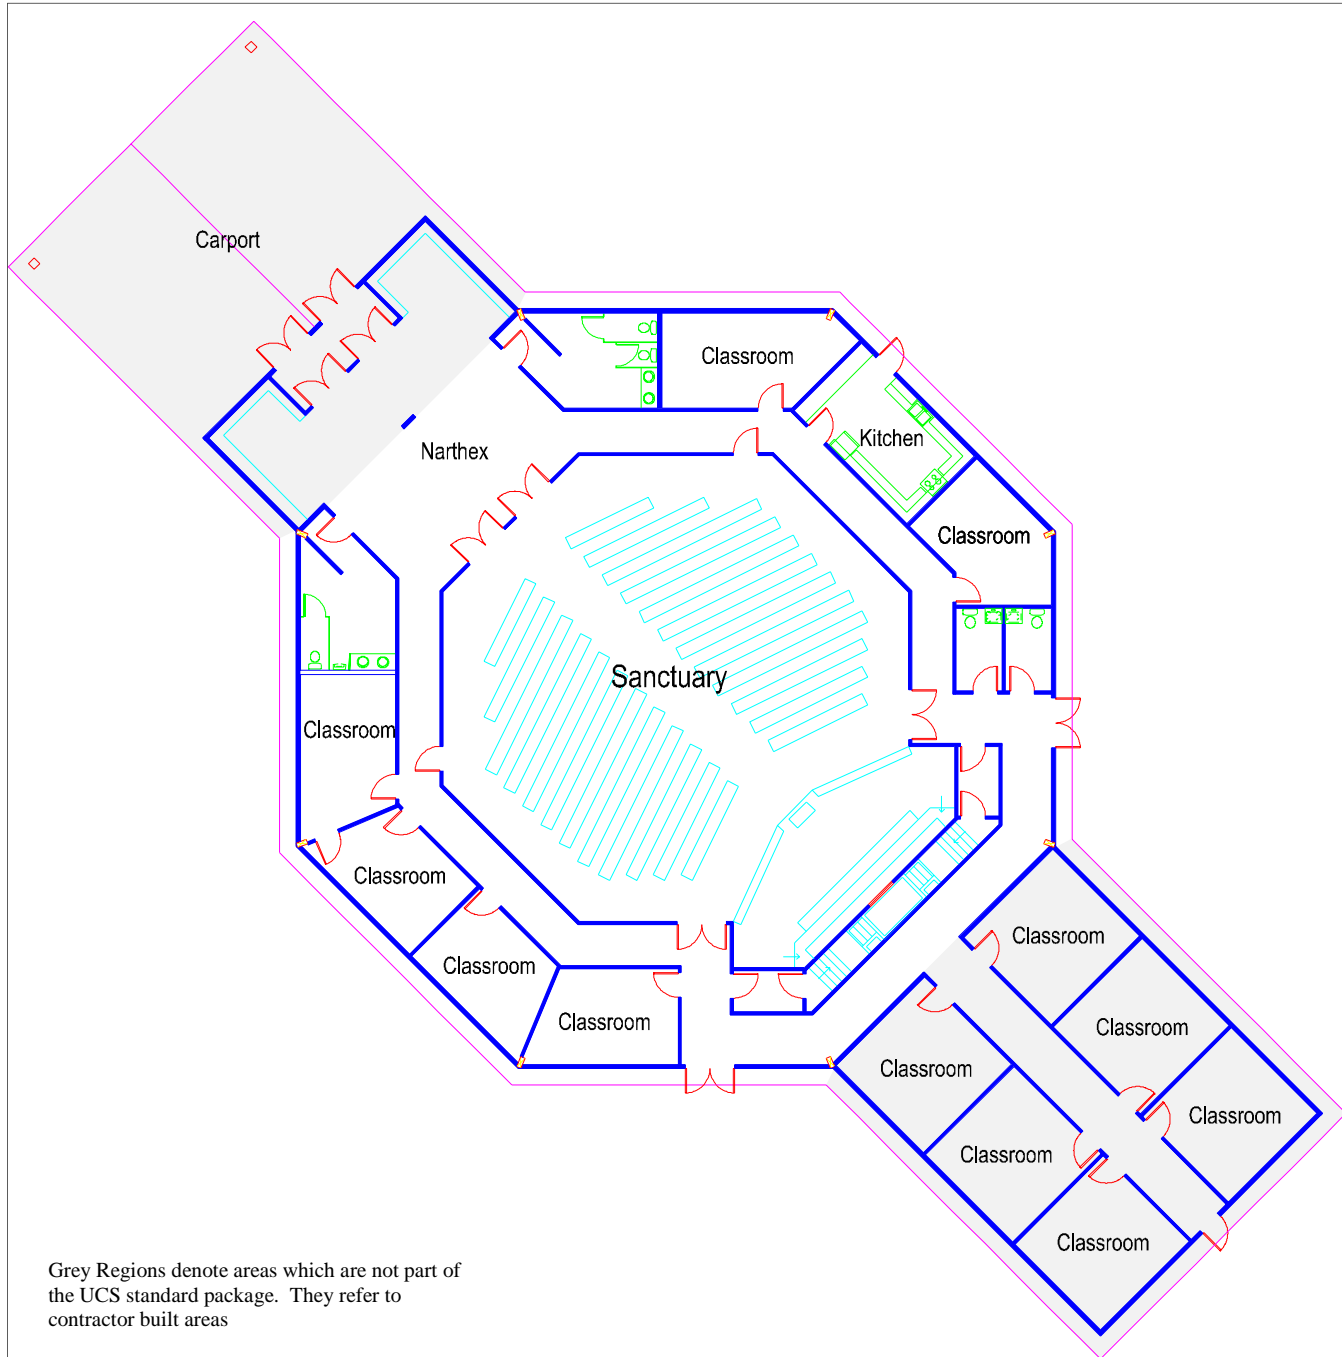 Carport
Classroom
Kitchen
Narthex
Classroom
Sanctuary
Classroom
Classroom
Classroom
Classroom
Classroom
Classroom
Classroom
Classroom
Classroom
Classroom
Grey Regions denote areas which are not part of
the UCS standard package. They refer to
contractor built areas